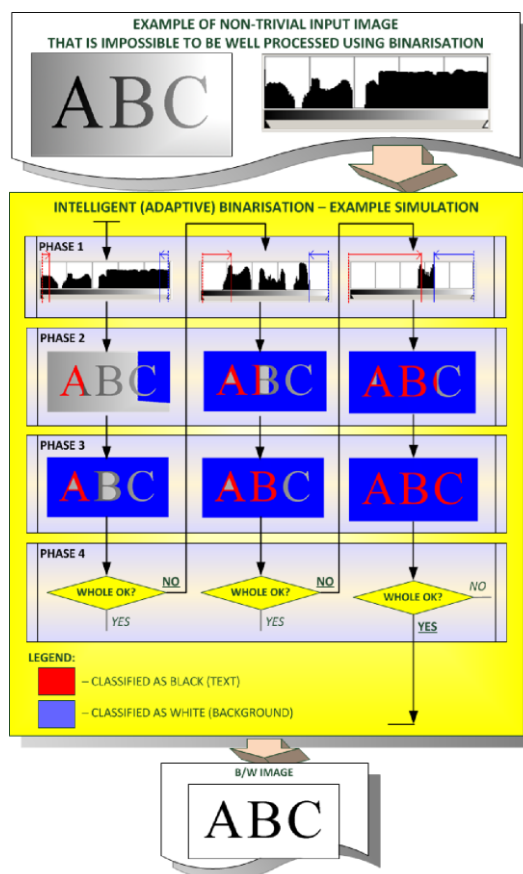 EXAMPLE OF NON-TRIVIAL INPUT IMAGE
THAT IS IMPOSSIBLE TO BE WELL PROCESSED USING BINARISATION
ABC
INTELLIGENT (ADAPTIVE) BINARISATION – EXAMPLE SIMULATION
PHASE 1
PHASE 2
ABC
ABC
ABC
PHASE 3
ABC
ABC
ABC
PHASE 4
WHOLE OK?
NO
YES
WHOLE OK?
NO
YES
WHOLE OK?
NO
YES
LEGEND:
– CLASSIFIED AS BLACK (TEXT)
– CLASSIFIED AS WHITE (BACKGROUND)
B/W IMAGE
ABC